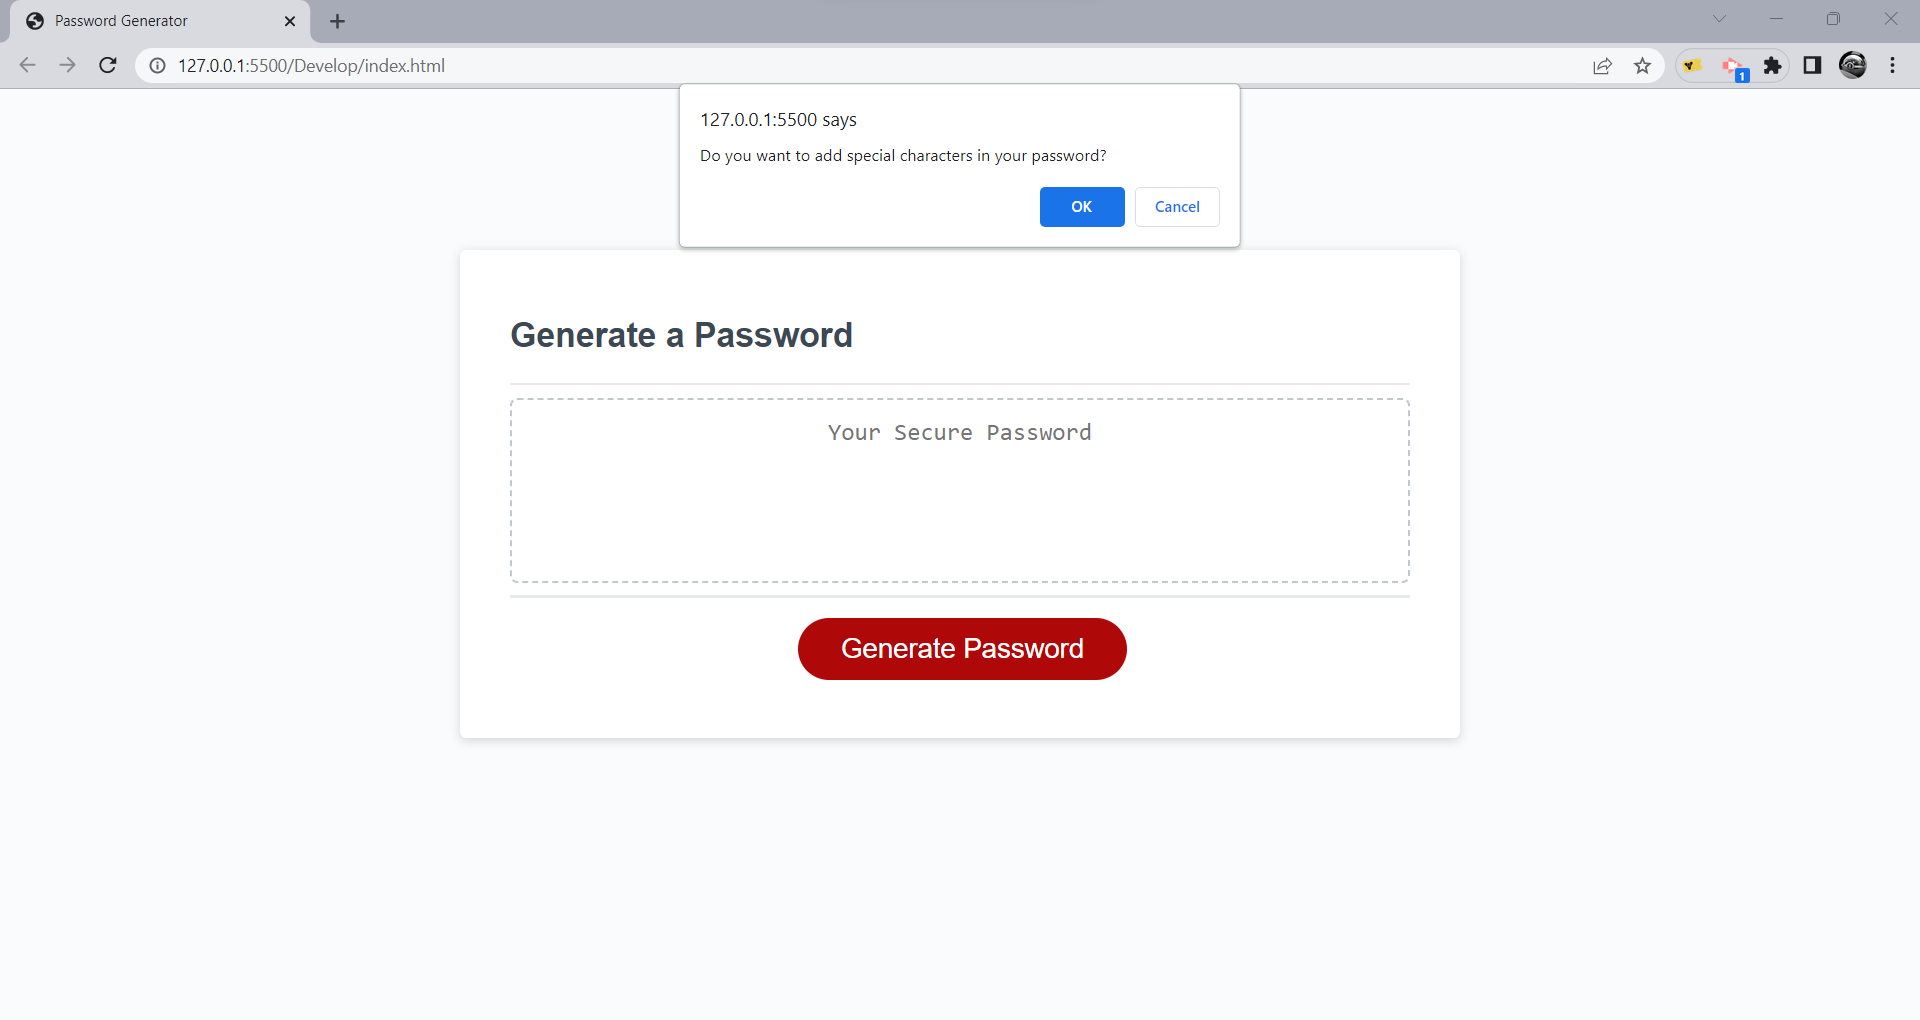 Password Generator
127.0.0.1:5500/Develop/index.html
1
127.0.0.1:5500 says
Do you want to add special characters in your password?
OK Cancel
Generate a Password
Your Secure Password
Generate Password